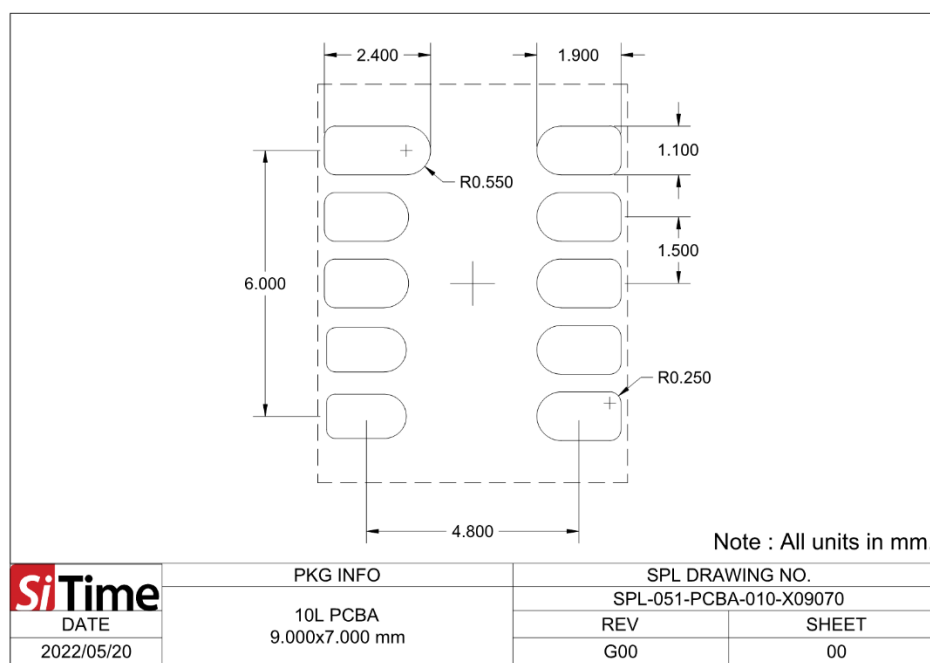 2.400
1.900
1.100
R0.550
1.500
6.000
R0.250
4.800
Note : All units in mm.
SiTime
PKG INFO
SPL DRAWING NO.
10L PCBA
9.000x7.000 mm
SPL-051-PCBA-010-X09070
DATE
REV
SHEET
2022/05/20
G00
00